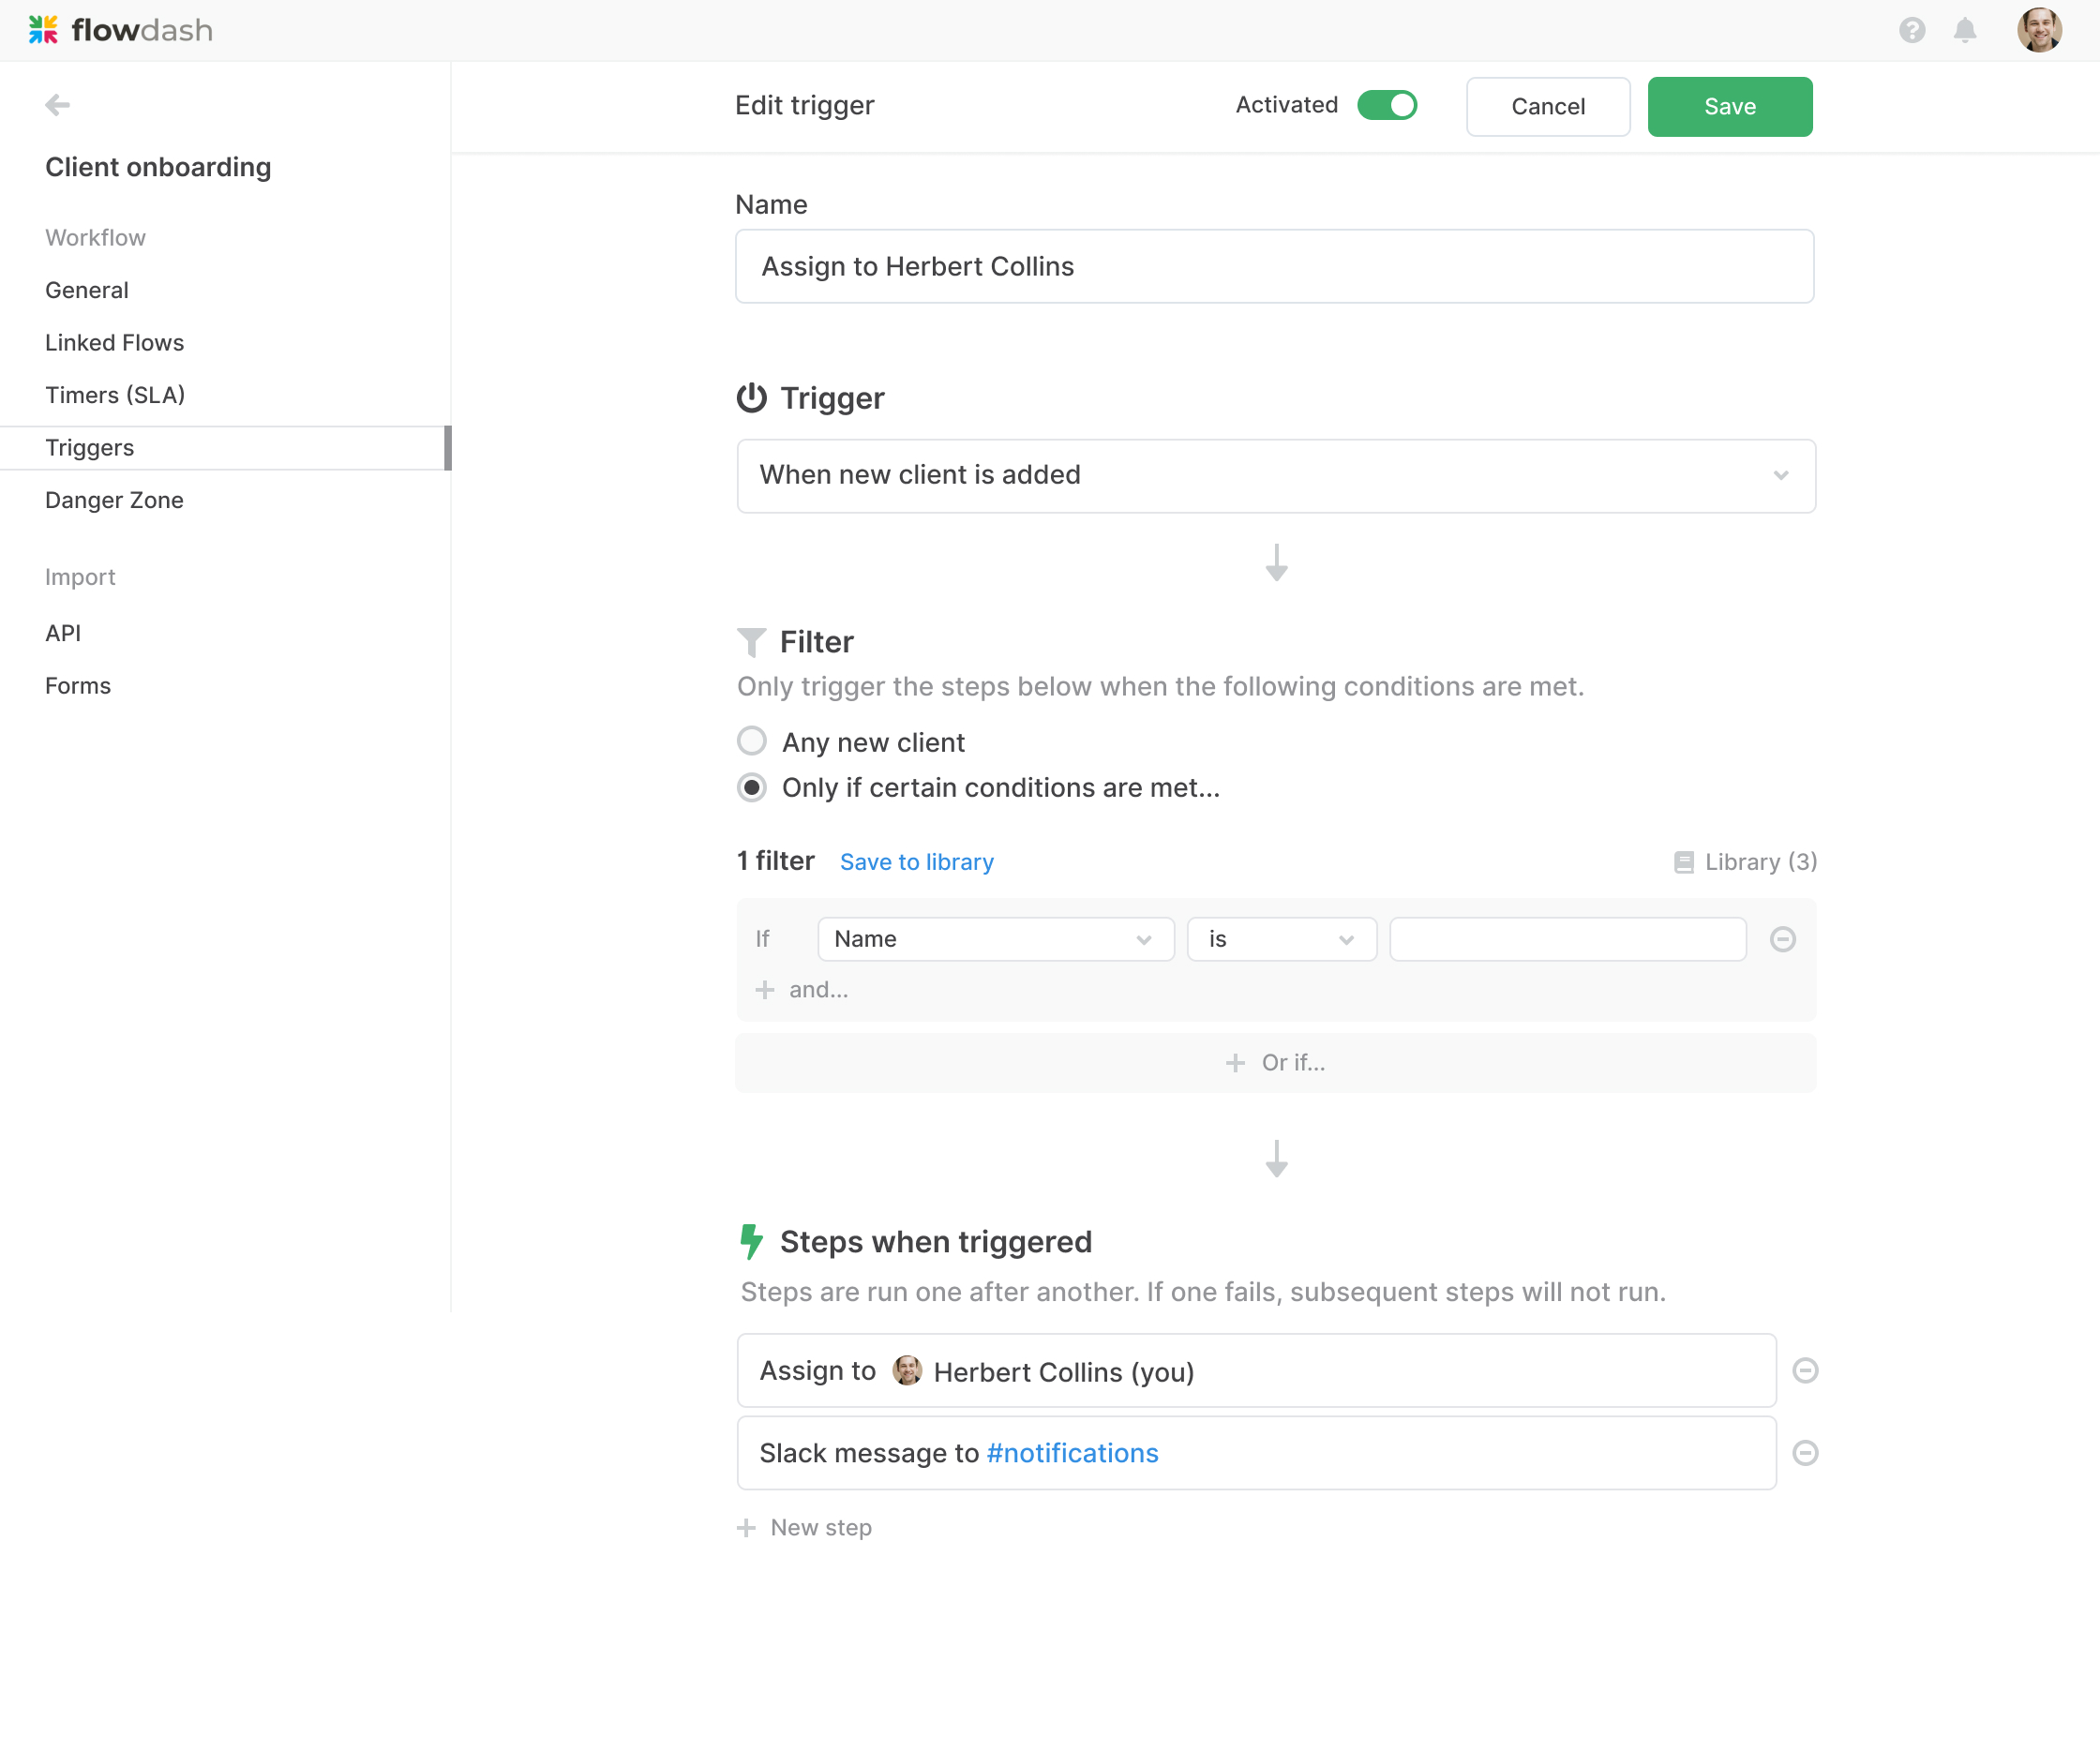 flowdash
Edit trigger
Activated
Cancel
Save
Client onboarding
Workflow
General
Linked Flows
Timers (SLA)
Triggers
Danger Zone
Import
API
Forms
Name
Assign to Herbert Collins
Trigger
When new client is added
Filter
Only trigger the steps below when the following conditions are met.
Any new client
Only if certain conditions are met...
1 filter Save to library Library (3)
If Name is
and...
Or if...
Steps when triggered
Steps are run one after another. If one fails, subsequent steps will not run.
Assign to Herbert Collins (you)
Slack message to #notifications
New step